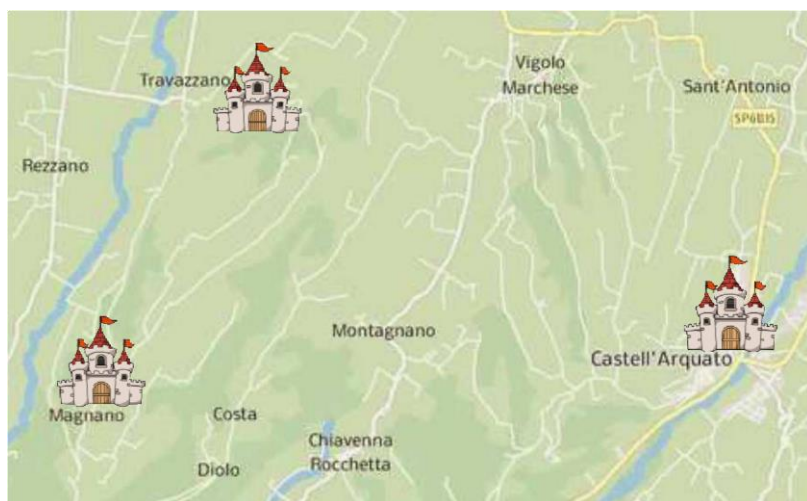 Travazzano
Vigolo
Marchese
Sant'Antonio
SP6BIS
Rezzano
Montagnano
Castell'Arquato
Magnano
Costa
Chiavenna
Rocchetta
Diolo